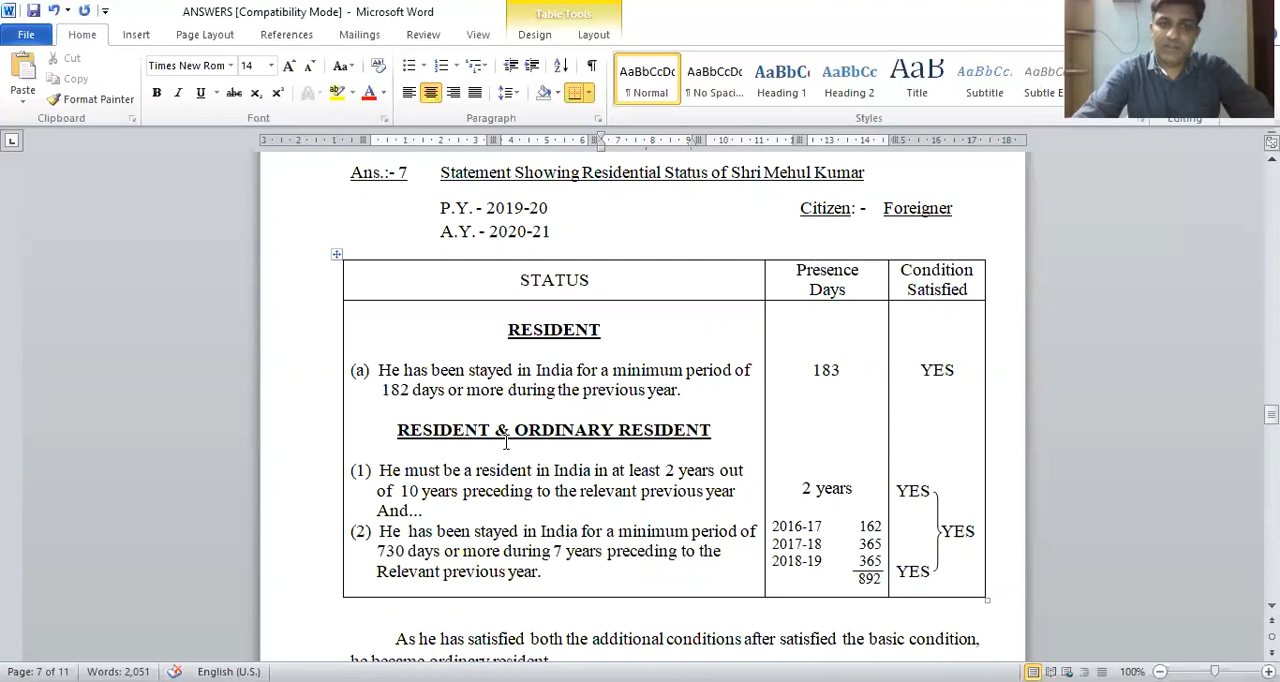 ANSWERS [Compatibility Mode] - Microsoft Word
Table Tools
File Home Insert Page Layout References Mailings Review View Design Layout
Paste
Cut
Copy
Format Painter
Clipboard
Times New Rom 14
Font
Paragraph
AaBbCcDc
¶ Normal
AaBbCcDc
¶ No Spaci...
AaBbC
Heading 1
AaBbCc
Heading 2
AaB
Title
AaBbCc.
Subtitle
AaBbCc
Subtle E
Styles
Editing
Ans.:- 7 Statement Showing Residential Status of Shri Mehul Kumar
P.Y. - 2019-20 Citizen: - Foreigner
A.Y. - 2020-21
STATUS
Presence
Days
Condition
Satisfied
RESIDENT
(a) He has been stayed in India for a minimum period of 183 YES
182 days or more during the previous year.
RESIDENT & ORDINARY RESIDENT
(1) He must be a resident in India in at least 2 years out
of 10 years preceding to the relevant previous year 2 years YES
And...
(2) He has been stayed in India for a minimum period of 2016-17 162 YES
730 days or more during 7 years preceding to the 2017-18 365
Relevant previous year. 2018-19 365 YES
892
As he has satisfied both the additional conditions after satisfied the basic condition,
he became ordinary resident
Page: 7 of 11 Words: 2,051 English (U.S.) 100%